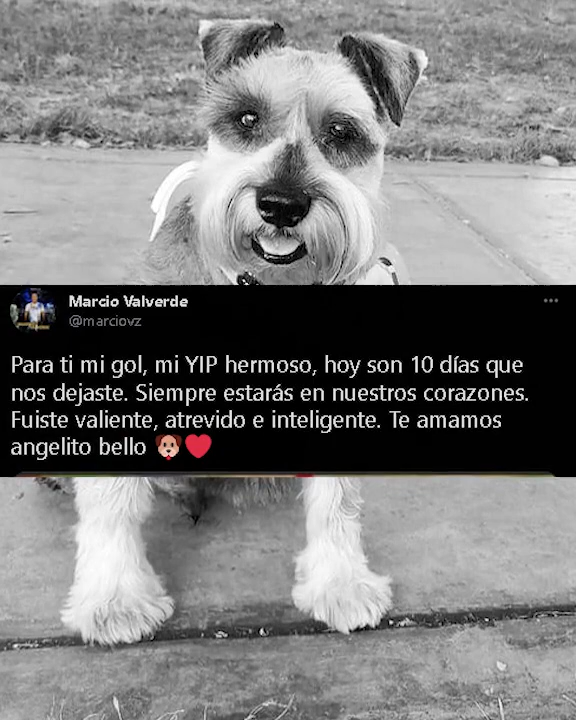 Marcio Valverde
@marciovz
Para ti mi gol, mi YIP hermoso, hoy son 10 días que
nos dejaste. Siempre estarás en nuestros corazones.
Fuiste valiente, atrevido e inteligente. Te amamos
angelito bello 🐶❤️